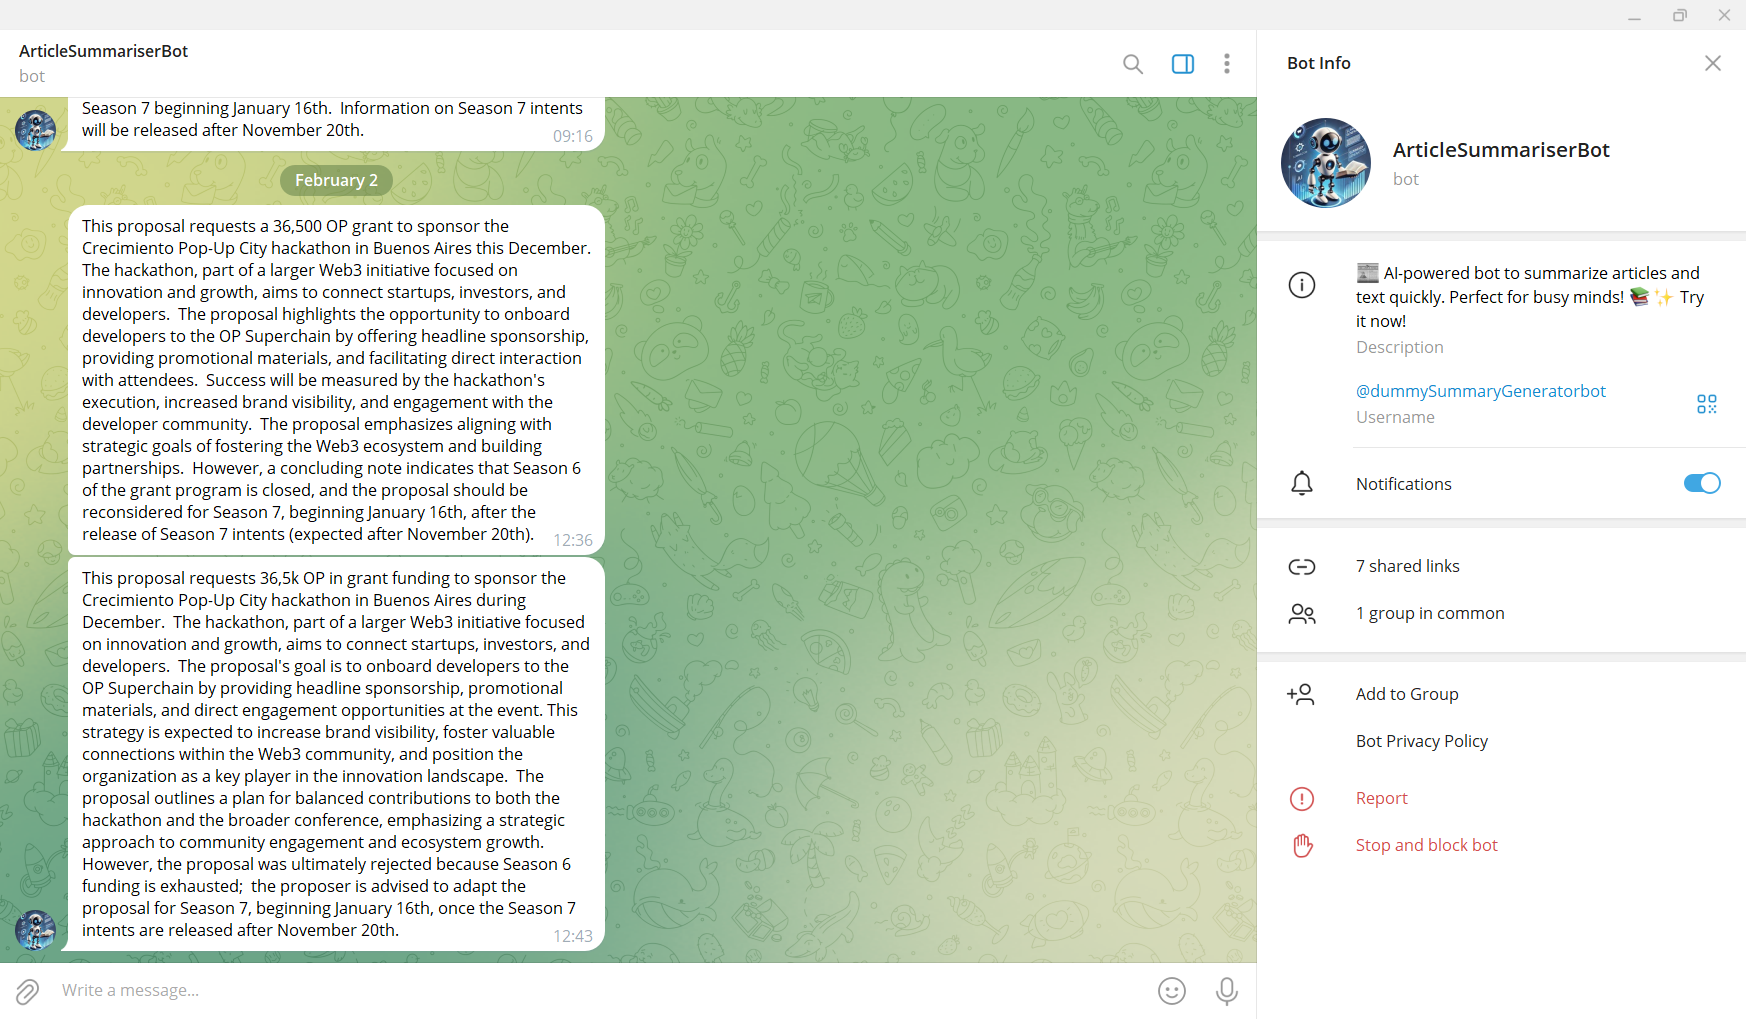 ArticleSummariserBot
bot
Season 7 beginning January 16th.  Information on Season 7 intents
will be released after November 20th.
09:16
February 2
This proposal requests a 36,500 OP grant to sponsor the
Crecimiento Pop-Up City hackathon in Buenos Aires this December.
The hackathon, part of a larger Web3 initiative focused on
innovation and growth, aims to connect startups, investors, and
developers.  The proposal highlights the opportunity to onboard
developers to the OP Superchain by offering headline sponsorship,
providing promotional materials, and facilitating direct interaction
with attendees.  Success will be measured by the hackathon's
execution, increased brand visibility, and engagement with the
developer community.  The proposal emphasizes aligning with
strategic goals of fostering the Web3 ecosystem and building
partnerships.  However, a concluding note indicates that Season 6
of the grant program is closed, and the proposal should be
reconsidered for Season 7, beginning January 16th, after the
release of Season 7 intents (expected after November 20th).
12:36
This proposal requests 36,5k OP in grant funding to sponsor the
Crecimiento Pop-Up City hackathon in Buenos Aires during
December.  The hackathon, part of a larger Web3 initiative focused
on innovation and growth, aims to connect startups, investors, and
developers.  The proposal's goal is to onboard developers to the
OP Superchain by providing headline sponsorship, promotional
materials, and direct engagement opportunities at the event. This
strategy is expected to increase brand visibility, foster valuable
connections within the Web3 community, and position the
organization as a key player in the innovation landscape.  The
proposal outlines a plan for balanced contributions to both the
hackathon and the broader conference, emphasizing a strategic
approach to community engagement and ecosystem growth.
However, the proposal was ultimately rejected because Season 6
funding is exhausted;  the proposer is advised to adapt the
proposal for Season 7, beginning January 16th, once the Season 7
intents are released after November 20th.
12:43
Write a message...
Bot Info
ArticleSummariserBot
bot
📰 AI-powered bot to summarize articles and
text quickly. Perfect for busy minds! 📚✨ Try
it now!
Description
@dummySummaryGeneratorbot
Username
Notifications
7 shared links
1 group in common
Add to Group
Bot Privacy Policy
Report
Stop and block bot